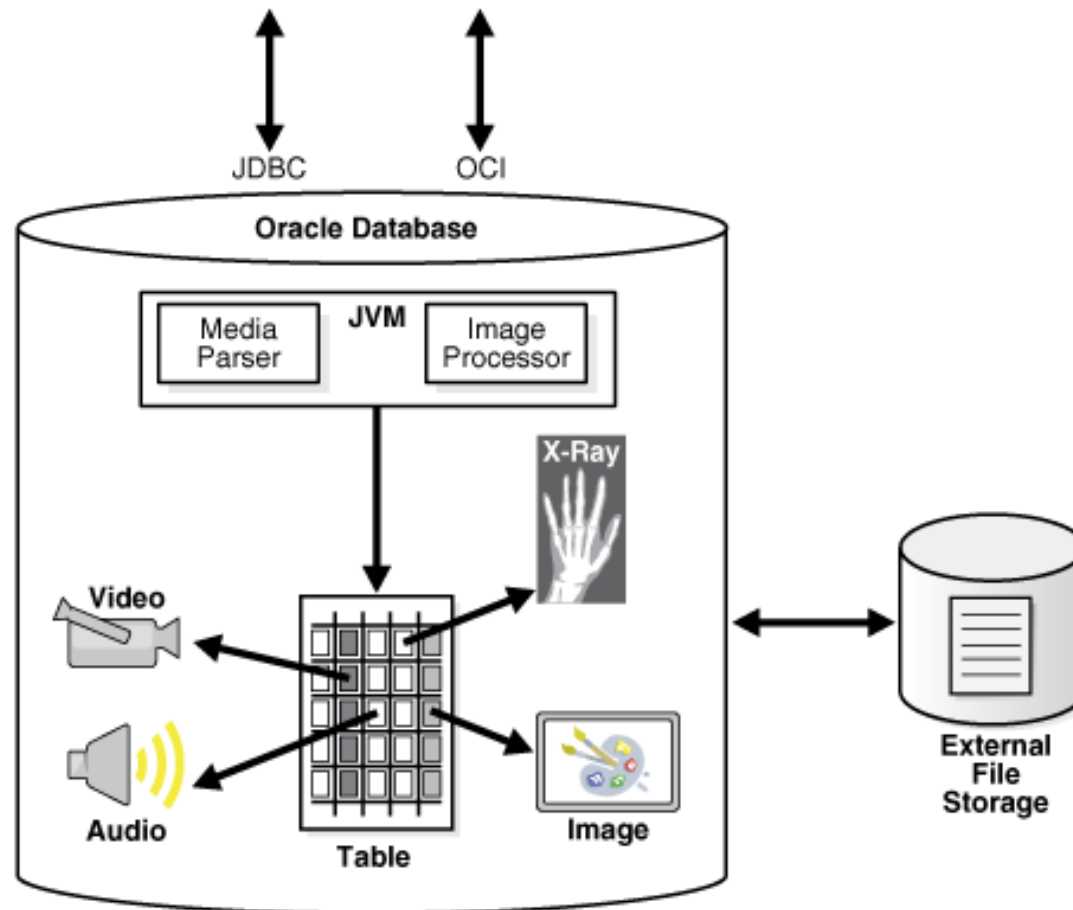 JDBC
OCI
Oracle Database
JVM
Media
Parser
Image
Processor
X-Ray
Video
Audio
Table
Image
External
File
Storage